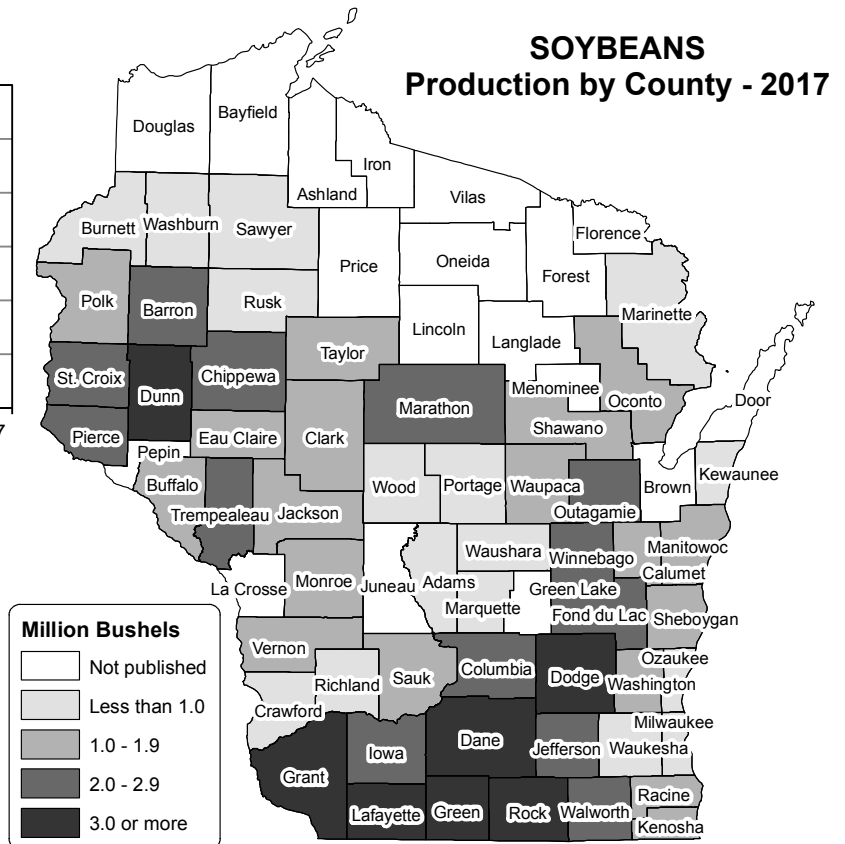 SOYBEANS
Production by County - 2017
Douglas
Bayfield
Iron
Ashland
Vilas
Burnett
Washburn
Sawyer
Florence
Price
Oneida
Forest
Polk
Barron
Rusk
Marinette
Lincoln
Langlade
Taylor
St. Croix
Dunn
Chippewa
Menominee
Oconto
Door
Marathon
Pierce
Eau Claire
Clark
Shawano
Pepin
Buffalo
Wood
Portage
Waupaca
Brown
Kewaunee
Trempealeau
Jackson
Outagamie
Waushara
Winnebago
Manitowoc
Calumet
La Crosse
Monroe
Juneau
Adams
Marquette
Green Lake
Fond du Lac
Sheboygan
Vernon
Richland
Sauk
Columbia
Dodge
Ozaukee
Washington
Crawford
Milwaukee
Iowa
Dane
Jefferson
Waukesha
Grant
Lafayette
Green
Rock
Walworth
Racine
Kenosha
Million Bushels
Not published
Less than 1.0
1.0 - 1.9
2.0 - 2.9
3.0 or more